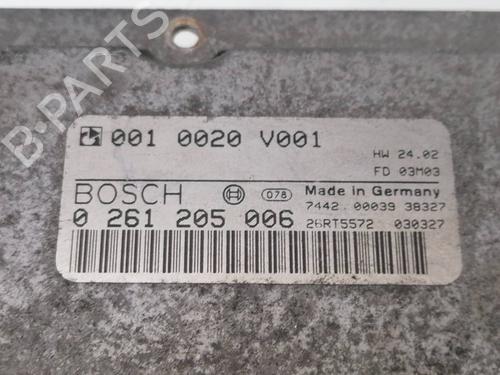 B-PARTS
001 0020 V001
HW 24.02
FD 03M03
BOSCH 078 Made in Germany
7442 00039 38327
0 261 205 006 26RT5572 030327